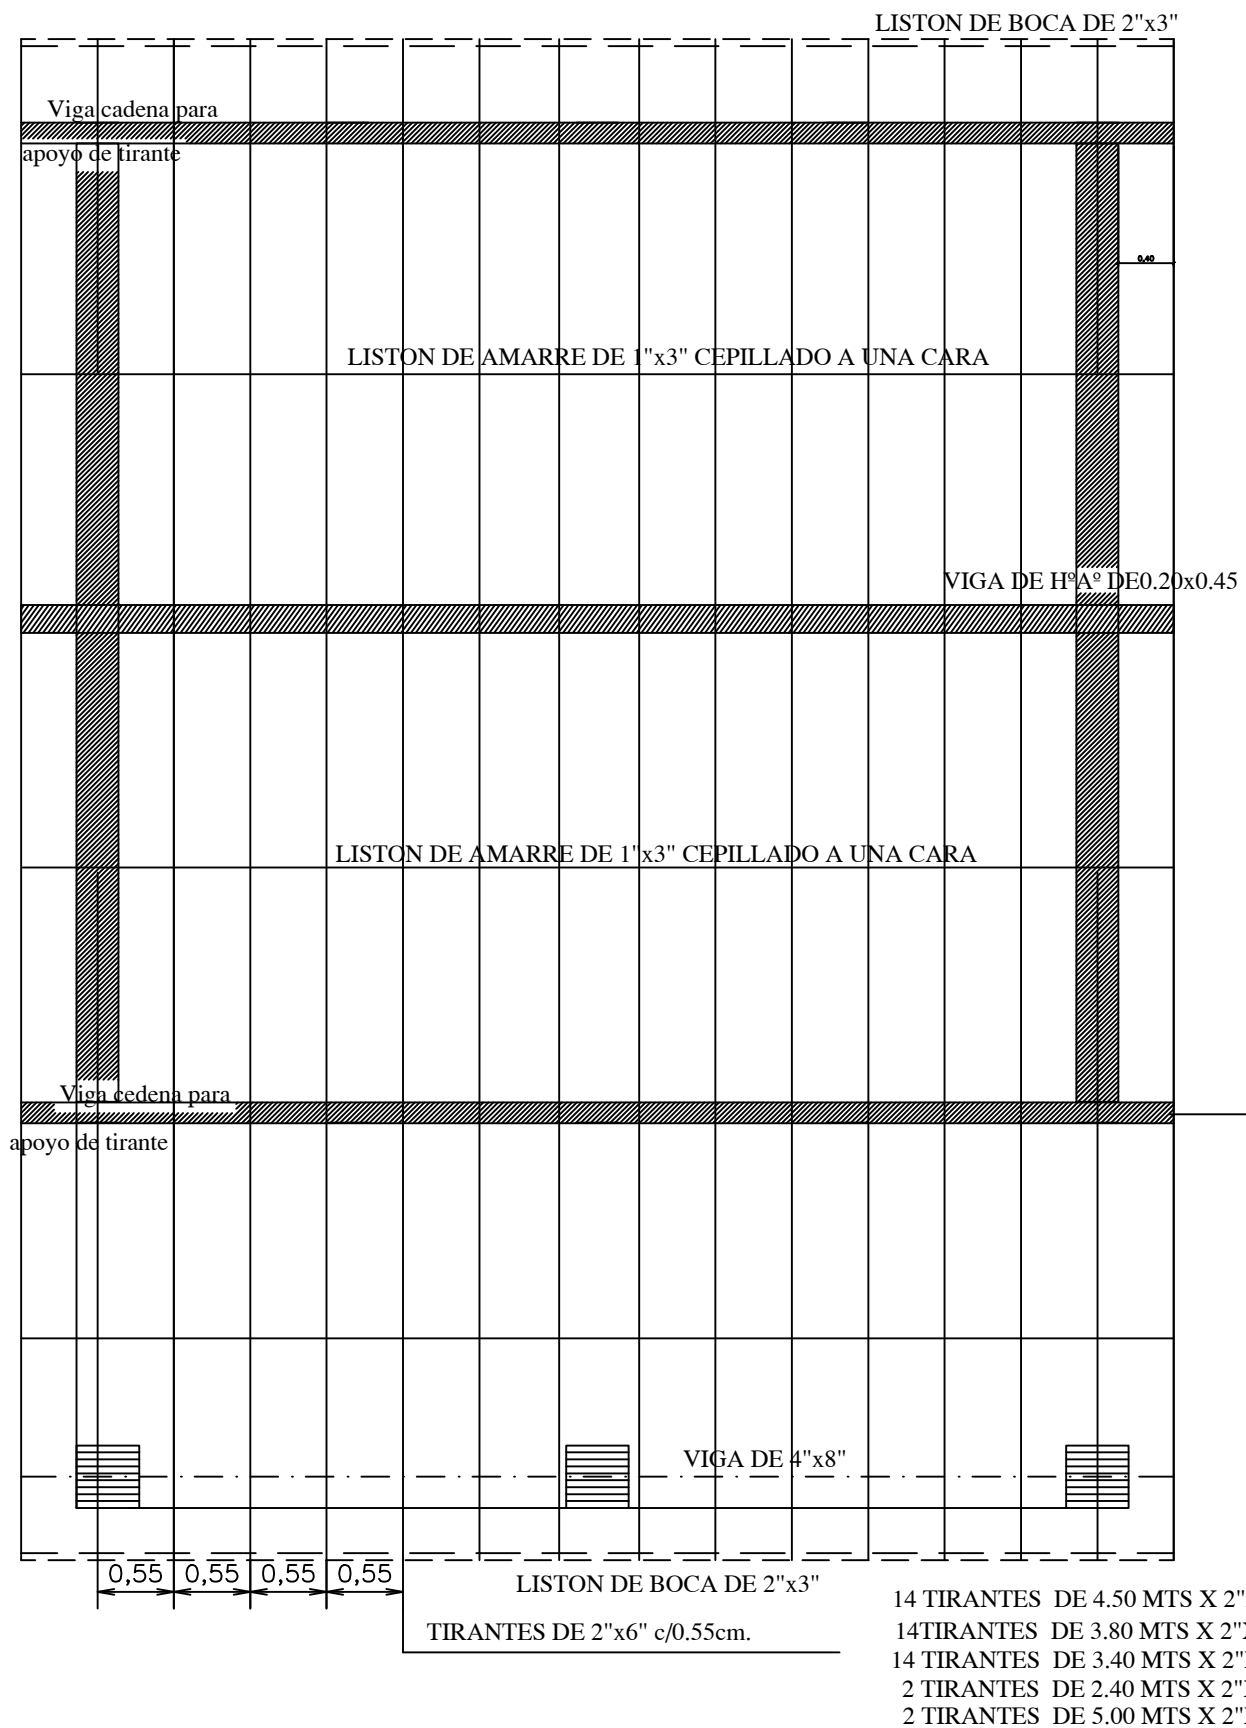 LISTON DE BOCA DE 2"x3"
Viga cadena para
apoyo de tirante
0,40
LISTON DE AMARRE DE 1"x3" CEPILLADO A UNA CARA
VIGA DE HºAº DE0.20x0.45
LISTON DE AMARRE DE 1"x3" CEPILLADO A UNA CARA
Viga cedena para
apoyo de tirante
VIGA DE 4"x8"
0,55 0,55 0,55 0,55
LISTON DE BOCA DE 2"x3"
TIRANTES DE 2"x6" c/0.55cm.
14 TIRANTES DE 4.50 MTS X 2"
14TIRANTES DE 3.80 MTS X 2"
14 TIRANTES DE 3.40 MTS X 2"
2 TIRANTES DE 2.40 MTS X 2"
2 TIRANTES DE 5.00 MTS X 2"